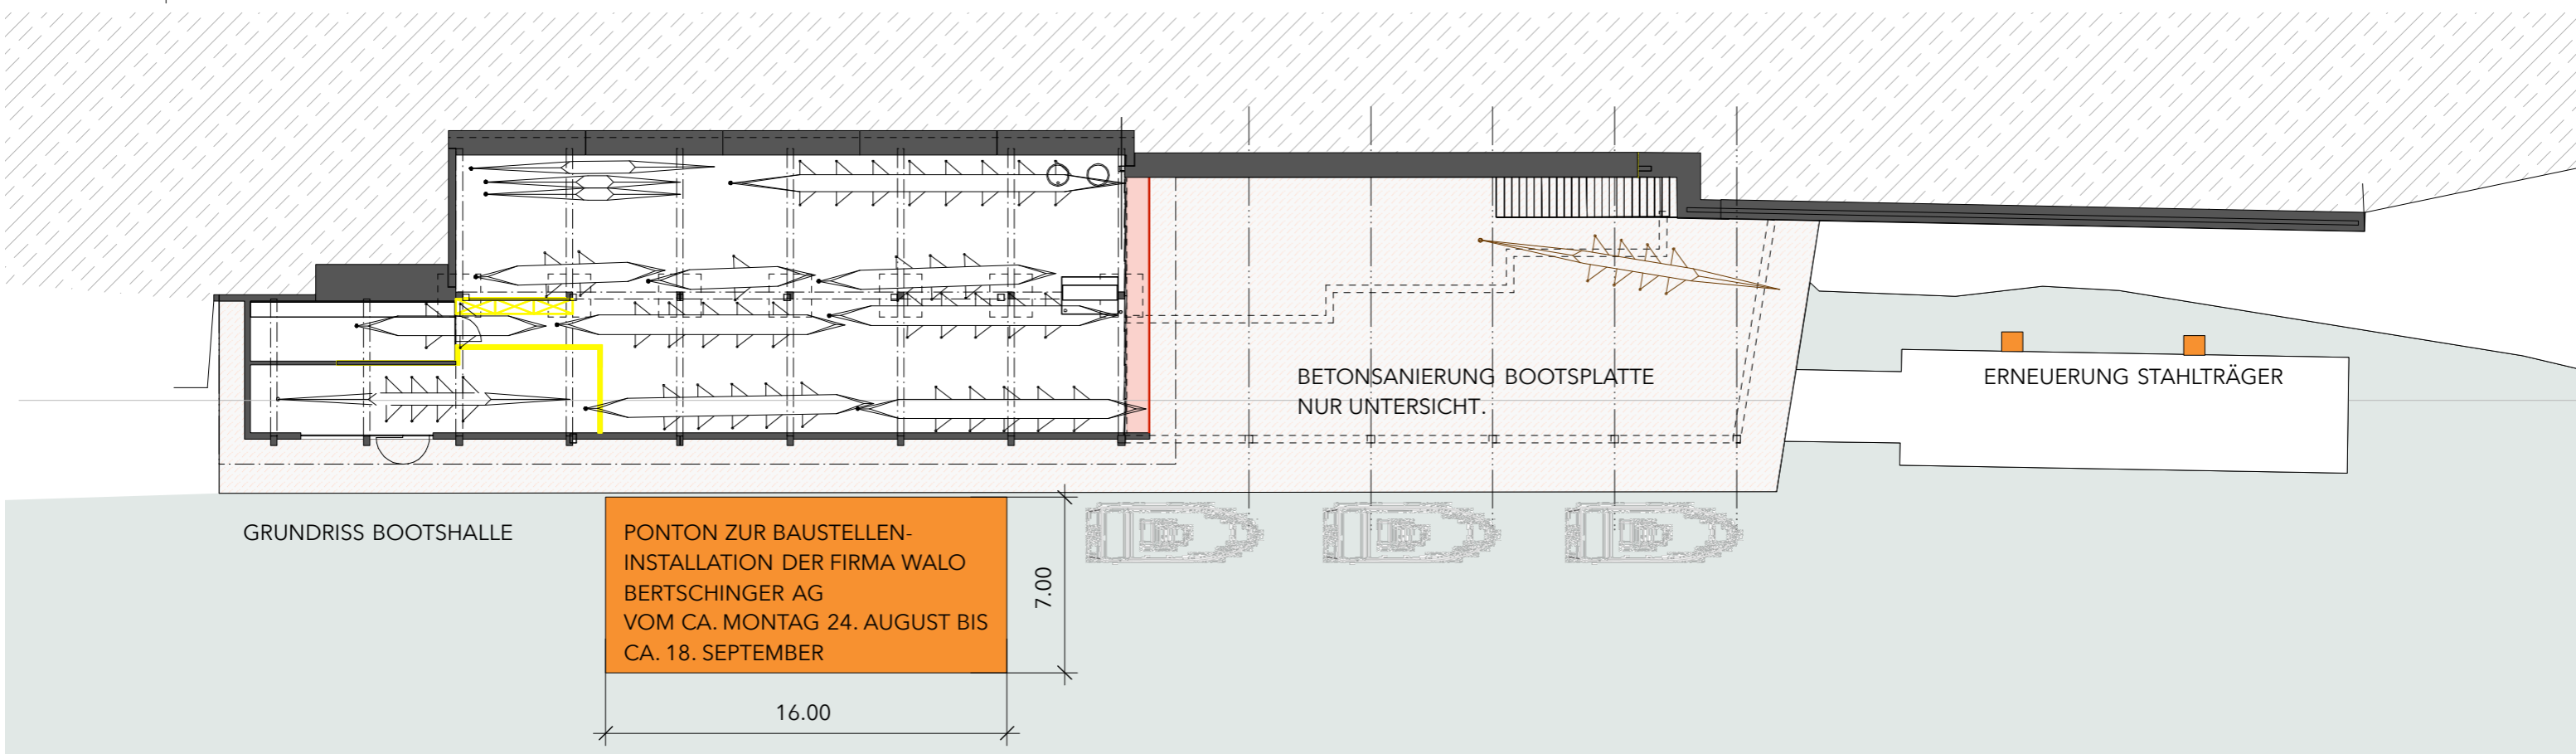 BETONSANIERUNG BOOTSPLATTE
NUR UNTERSICHT.
ERNEUERUNG STAHLTRÄGER
GRUNDRISS BOOTSHALLE
PONTON ZUR BAUSTELLEN-
INSTALLATION DER FIRMA WALO
BERTSCHINGER AG
VOM CA. MONTAG 24. AUGUST BIS
CA. 18. SEPTEMBER
7.00
16.00